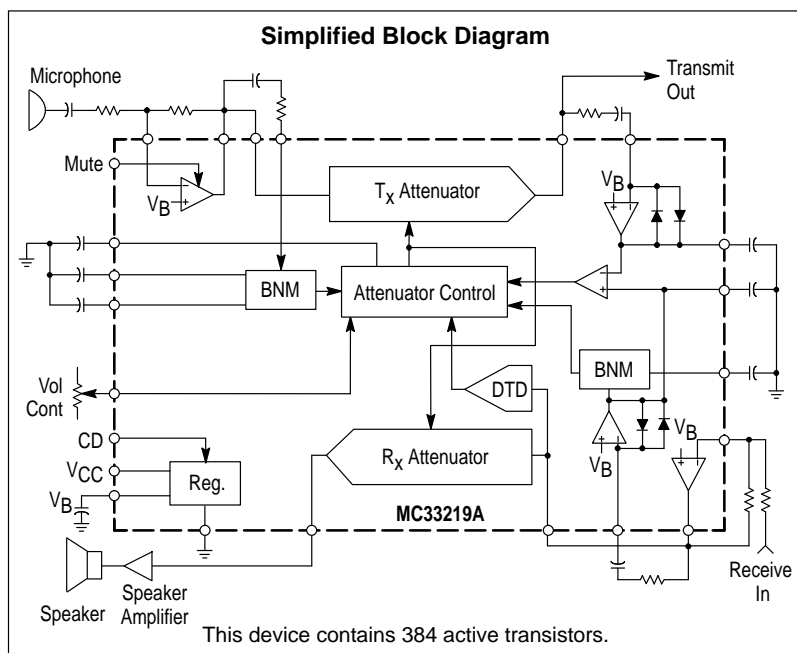 Simplified Block Diagram
Microphone
Transmit
Out
Mute
VB
TX Attenuator
VB
BNM
Attenuator Control
BNM
Vol
Cont
DTD
CD
VCC
VB
Reg.
RX Attenuator
VB
VB
MC33219A
Speaker
Speaker
Amplifier
Receive
In
This device contains 384 active transistors.